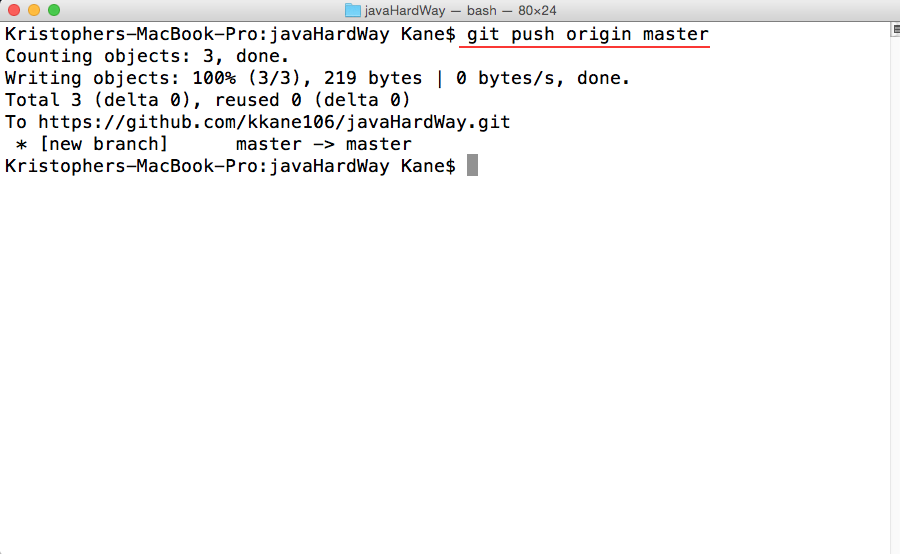 javaHardWay — bash — 80×24
Kristophers-MacBook-Pro:javaHardWay Kane$ git push origin master
Counting objects: 3, done.
Writing objects: 100% (3/3), 219 bytes | 0 bytes/s, done.
Total 3 (delta 0), reused 0 (delta 0)
To https://github.com/kkane106/javaHardWay.git
 * [new branch]      master -> master
Kristophers-MacBook-Pro:javaHardWay Kane$